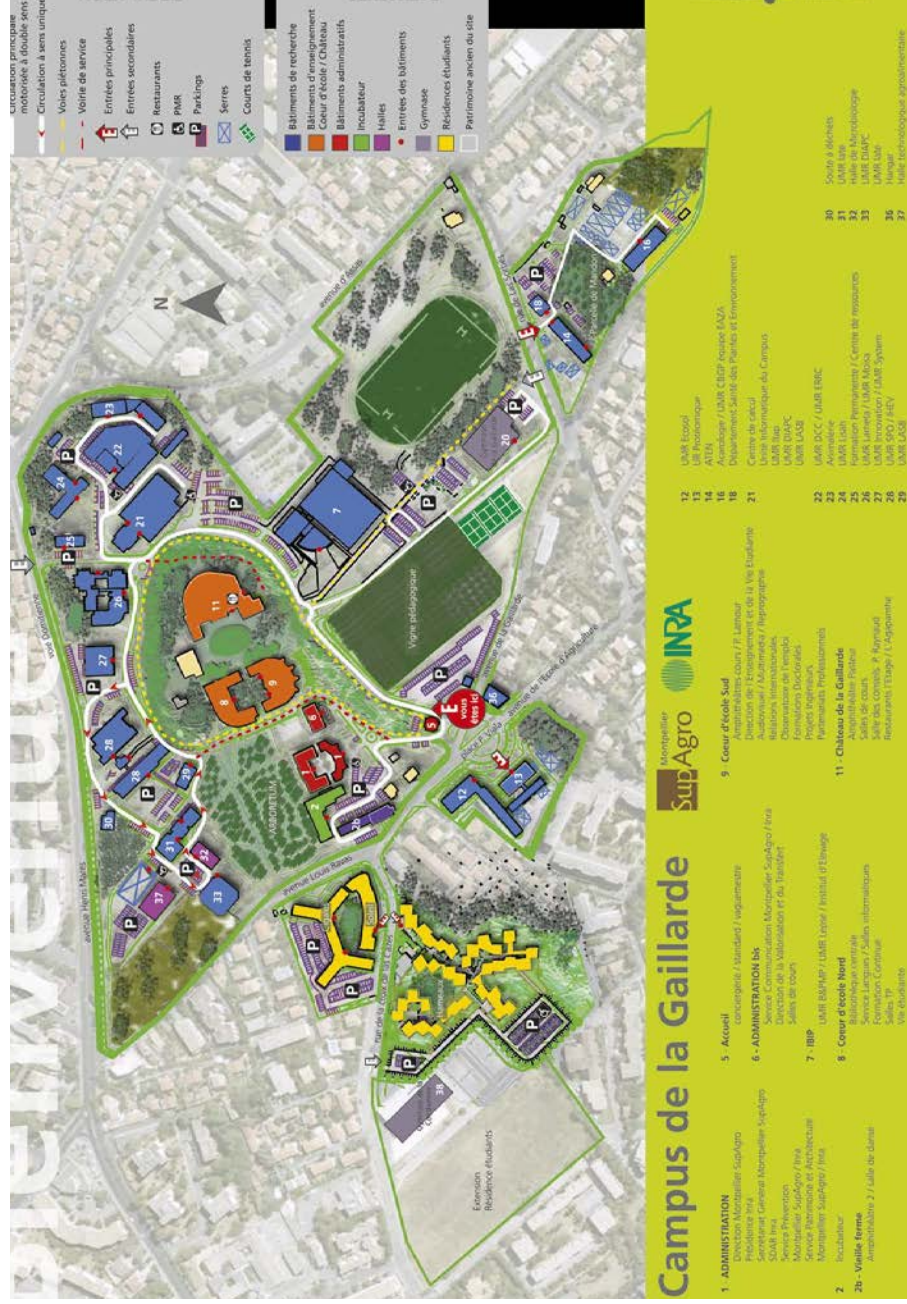 Bienvenue
Circulation principale
motorisée à double sens
Circulation à sens unique
Voies piétonnes
Voirie de service
E Entrées principales
E Entrées secondaires
Restaurants
PMR
P Parkings
Serres
Courts de tennis
Bâtiments de recherche
Bâtiments d'enseignement
Coeur d'école / Château
Bâtiments administratifs
Incubateur
Halles
Entrées des bâtiments
Gymnase
Résidences étudiants
Patrimoine ancien du site
N
avenue d'Assas
voie Domitienne
avenue Louis Ravas
ARBORETUM
Vigne pédagogique
Place P. Viala
avenue de l'Ecole d'Agriculture
E
vous
êtes ici
Extension
Résidence étudiants
Campus de la Gaillarde
Montpellier
SupAgro
INRA
1 - ADMINISTRATION
Direction Montpellier SupAgro
Présidence Inra
Secrétariat Général Montpellier SupAgro
SDAR Inra
Service Prévention
Montpellier SupAgro / Inra
Service Patrimoine et Architecture
Montpellier SupAgro / Inra
2 Incubateur
2b - Vieille ferme
Amphithéâtre 2 / salle de danse
5 - Accueil
conciergerie / standard / vaguemestre
6 - ADMINISTRATION bis
Service Communication Montpellier SupAgro / Inra
Direction de la Valorisation et du Transfert
Salles de cours
7 - IBIP
UMR B&PMP / UMR Lepse / Institut d'Elevage
8 - Coeur d'école Nord
Bibliothèque centrale
Service Langues / Salles informatiques
Formation Continue
Salles TP
Vie étudiante
9 - Coeur d'école Sud
Amphithéâtres cours / P. Lamour
Direction de l'Enseignement et de la Vie Etudiante
Audiovisuel / Multimédia / Reprographie
Relations Internationales
Observatoire de l'emploi
Formations Doctorales
Projets Ingénieurs
Partenariats Professionnels
11 - Château de la Gaillarde
Amphithéâtre Pasteur
Salles de cours
Salle des conseils P. Raynaud
Restaurants l'Etage / L'Agapanthe
12 UMR Ecosol
13 UR Protéomique
14 ATEN
16 Acarologie / UMR CBGP équipe EAZA
18 Département Santé des Plantes et Environnement
21 Centre de calcul
Unité Informatique du Campus
UMR Itap
UMR DIAPC
UMR LASB
22 UMR DCC / UMR ERRC
23 Animalerie
24 UMR Lisah
25 Formation Permanente / Centre de ressources
26 UMR Lameta / UMR Moisa
27 UMR Innovation / UMR System
28 UMR SPO / IHEV
29 UMR LASB
30 Soute à déchets
31 UMR Iate
32 Halle de Microbiologie
33 UMR DIAPC
UMR Iate
36 Hangar
37 Halle technologique agroalimentaire